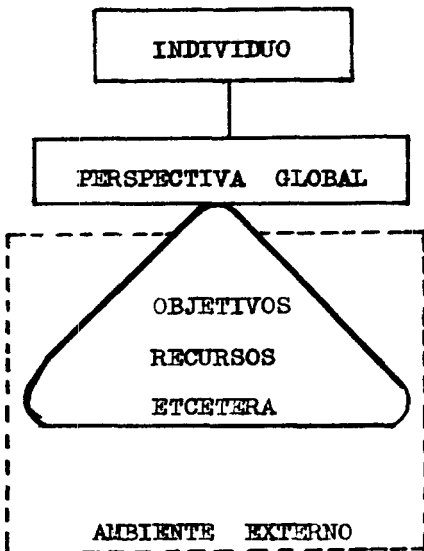 INDIVIDUO
PERSPECTIVA GLOBAL
OBJETIVOS
RECURSOS
ETCETERA
AMBIENTE EXTERNO